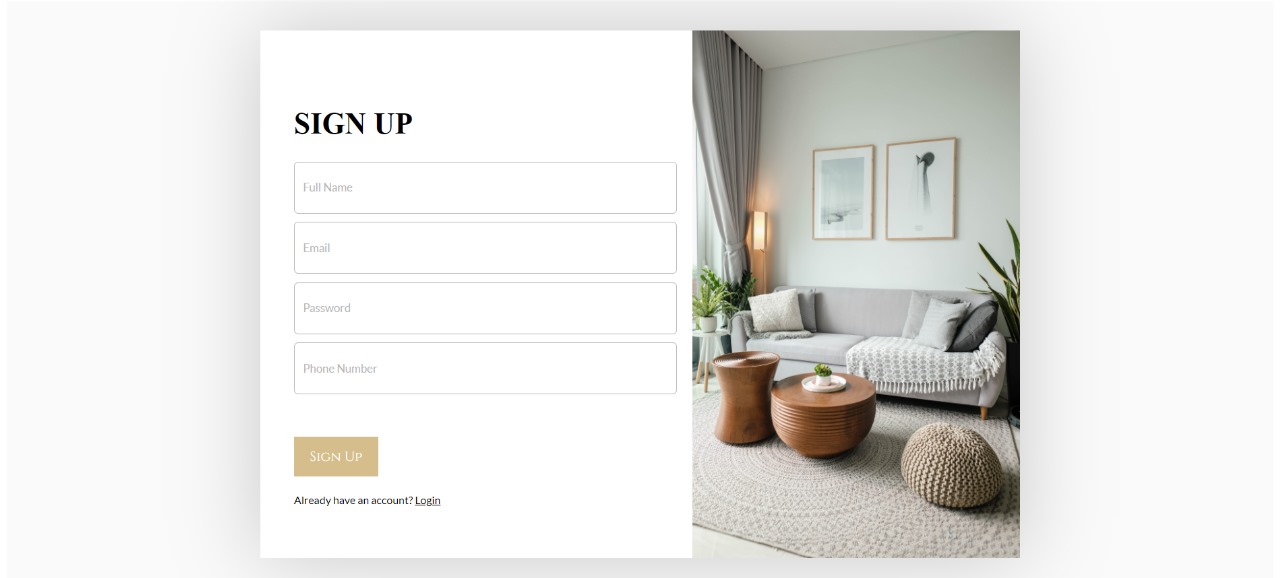 SIGN UP
Full Name
Email
Password
Phone Number
Sign Up
Already have an account? Login